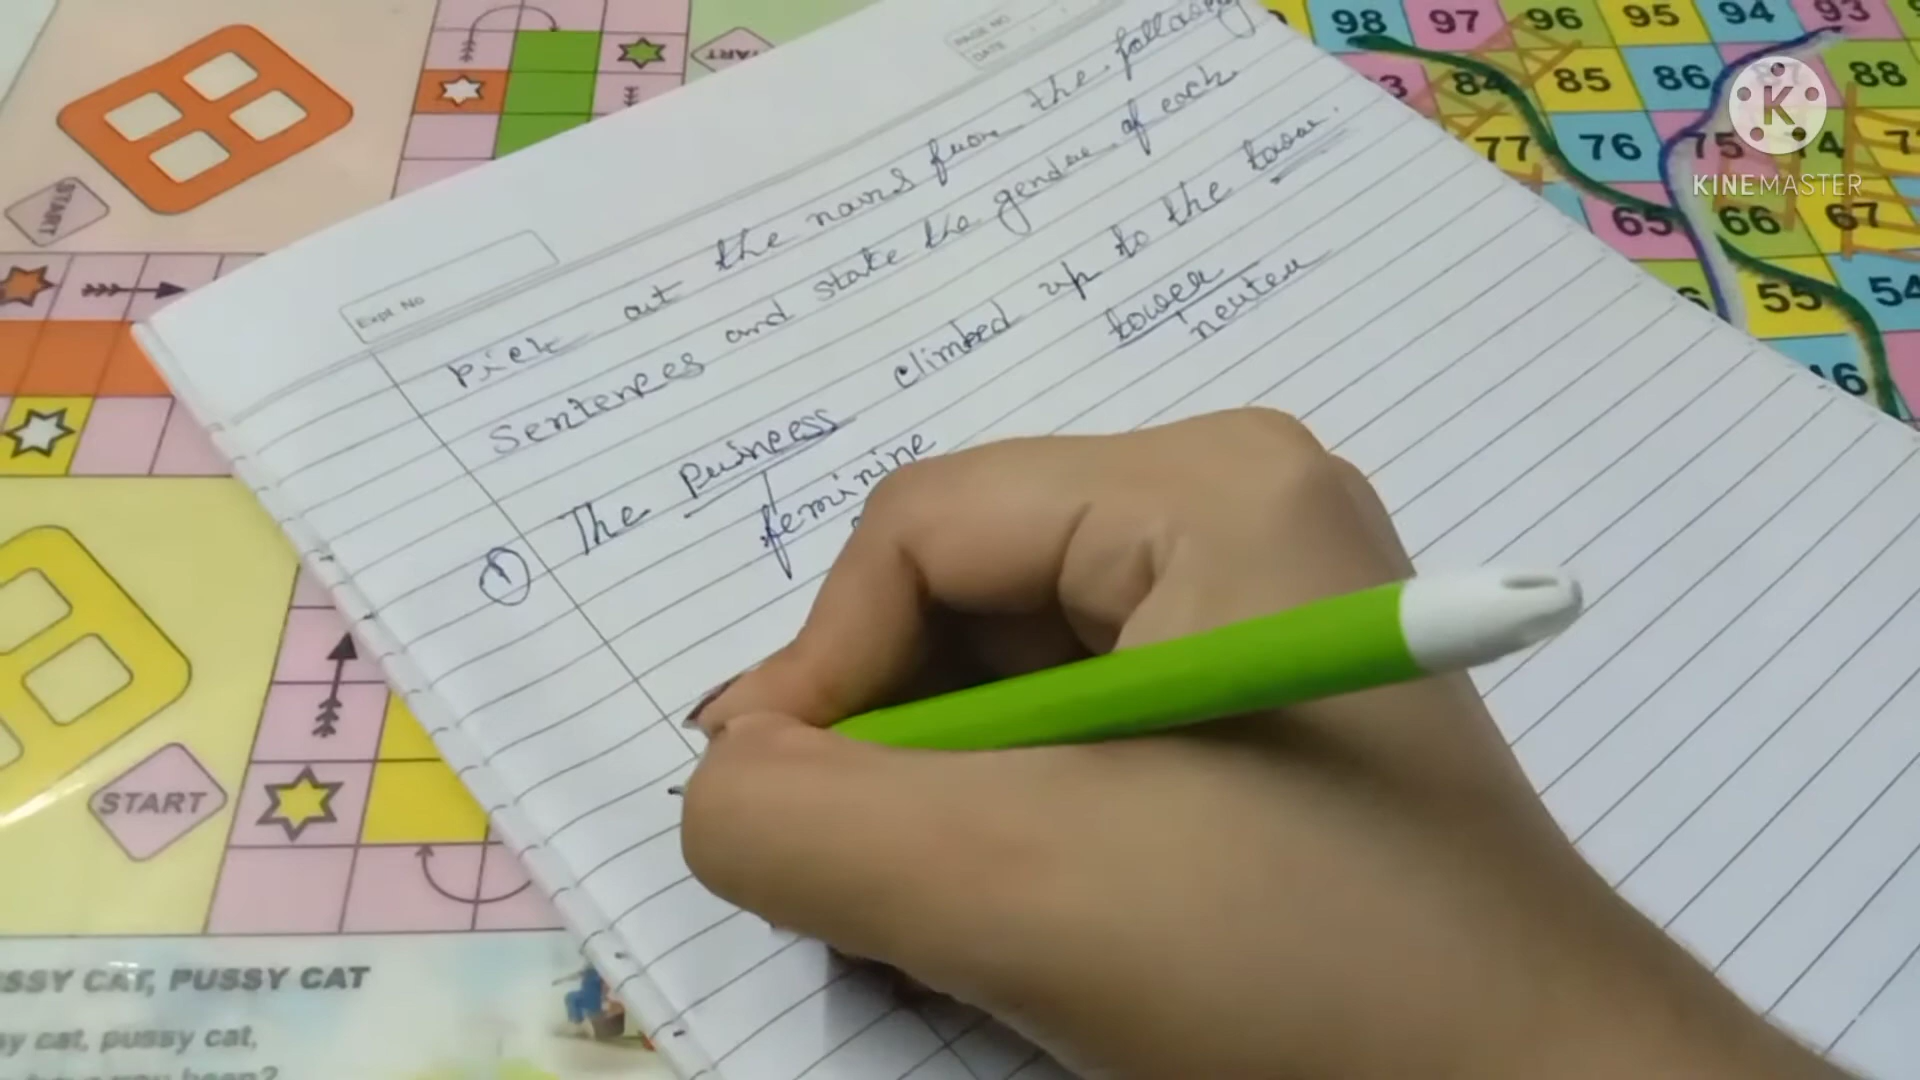 PAGE NO
DATE
Expt. No
Pick out the nouns from the following
Sentences and state the gender of each
① The princess climbed up to the tower.
tower
neuter
feminine
START
START
START
SSY CAT, PUSSY CAT
sy cat, pussy cat,
98 97 96 95 94 93
84 85 86 88
77 76 75 74
65 66 67
55 54
K
KINEMASTER